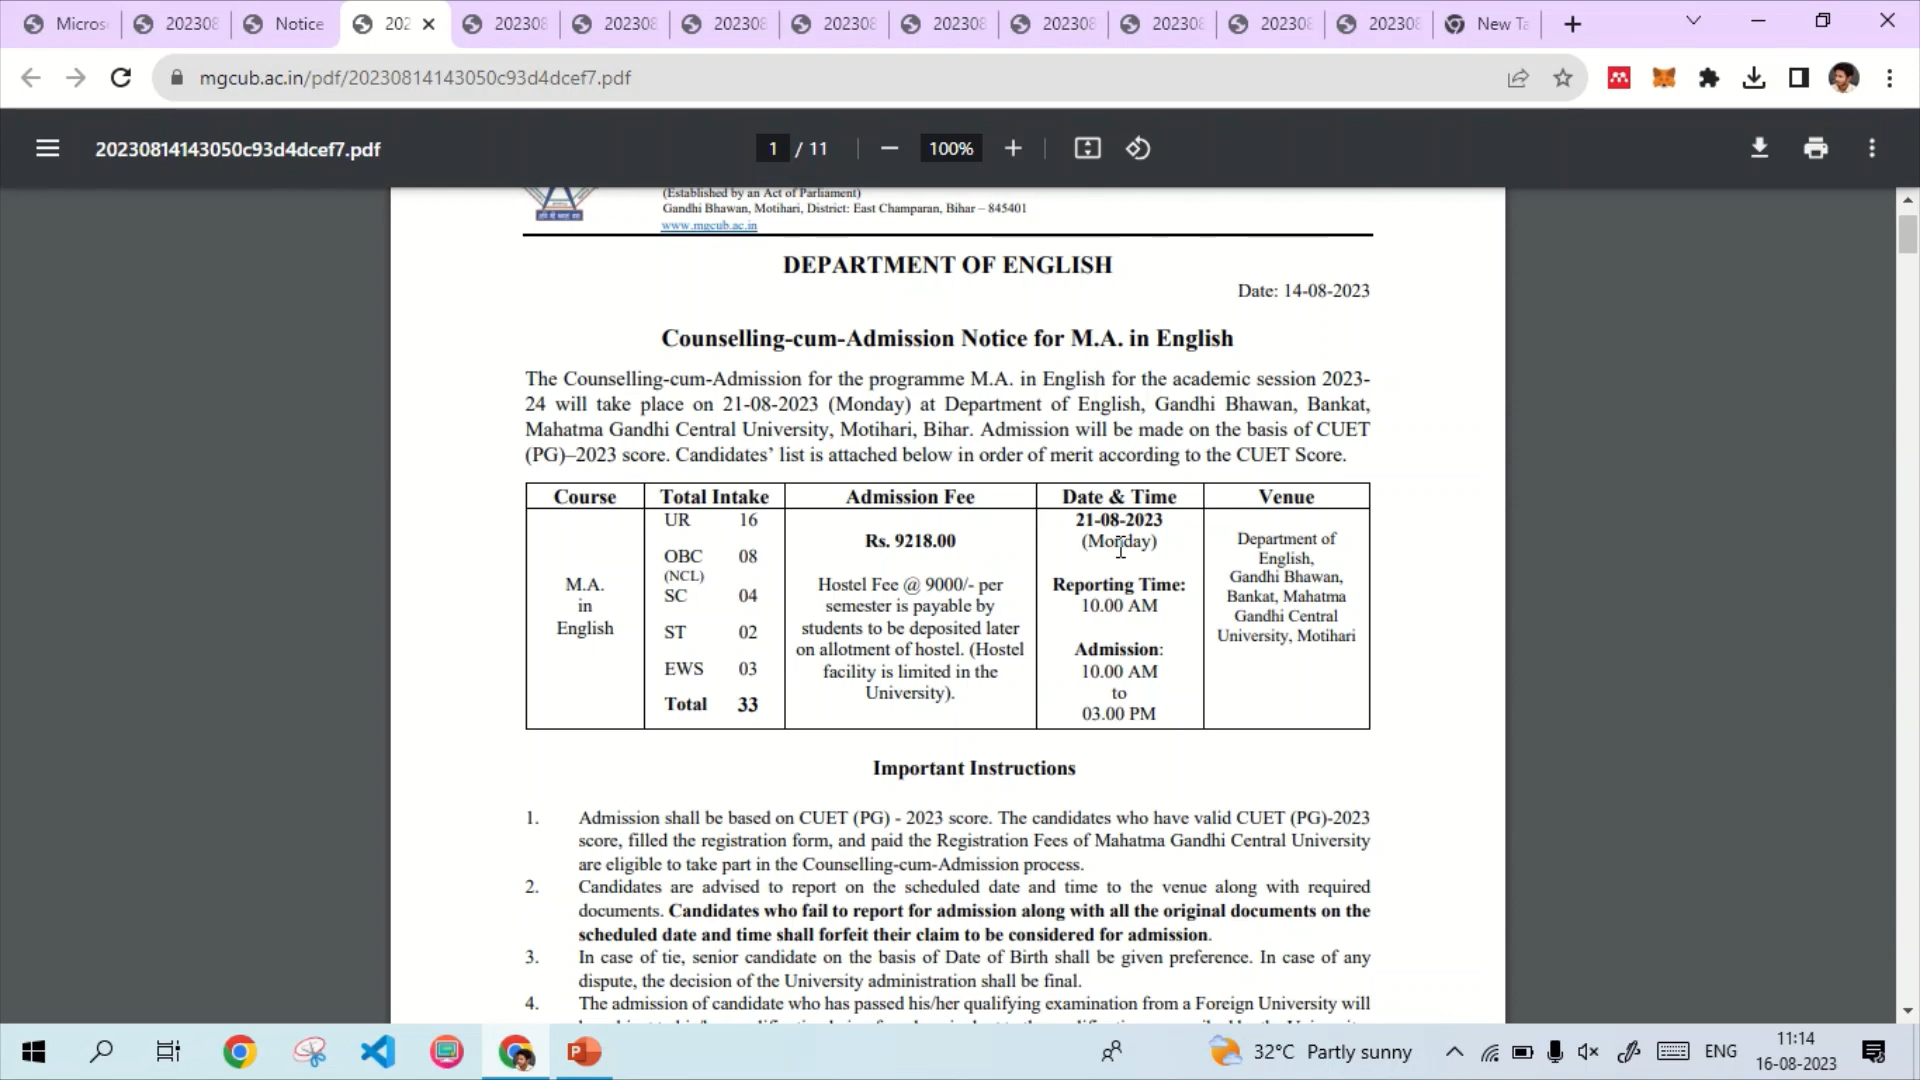 Micros
202308
Notice
202
202308
202308
202308
202308
202308
202308
202308
202308
202308
New Ta
mgcub.ac.in/pdf/20230814143050c93d4dcef7.pdf
20230814143050c93d4dcef7.pdf
1 / 11
100%
(Established by an Act of Parliament)
Gandhi Bhawan, Motihari, District: East Champaran, Bihar – 845401
www.mgcub.ac.in
DEPARTMENT OF ENGLISH
Date: 14-08-2023
Counselling-cum-Admission Notice for M.A. in English
The Counselling-cum-Admission for the programme M.A. in English for the academic session 2023-
24 will take place on 21-08-2023 (Monday) at Department of English, Gandhi Bhawan, Bankat,
Mahatma Gandhi Central University, Motihari, Bihar. Admission will be made on the basis of CUET
(PG)–2023 score. Candidates’ list is attached below in order of merit according to the CUET Score.
Course
Total Intake
Admission Fee
Date & Time
Venue
M.A.
in
English
UR 16
OBC 08
(NCL)
SC 04
ST 02
EWS 03
Total 33
Rs. 9218.00
Hostel Fee @ 9000/- per
semester is payable by
students to be deposited later
on allotment of hostel. (Hostel
facility is limited in the
University).
21-08-2023
(Monday)
Reporting Time:
10.00 AM
Admission:
10.00 AM
to
03.00 PM
Department of
English,
Gandhi Bhawan,
Bankat, Mahatma
Gandhi Central
University, Motihari
Important Instructions
1. Admission shall be based on CUET (PG) - 2023 score. The candidates who have valid CUET (PG)-2023
score, filled the registration form, and paid the Registration Fees of Mahatma Gandhi Central University
are eligible to take part in the Counselling-cum-Admission process.
2. Candidates are advised to report on the scheduled date and time to the venue along with required
documents. Candidates who fail to report for admission along with all the original documents on the
scheduled date and time shall forfeit their claim to be considered for admission.
3. In case of tie, senior candidate on the basis of Date of Birth shall be given preference. In case of any
dispute, the decision of the University administration shall be final.
4. The admission of candidate who has passed his/her qualifying examination from a Foreign University will
32°C Partly sunny
ENG
11:14
16-08-2023